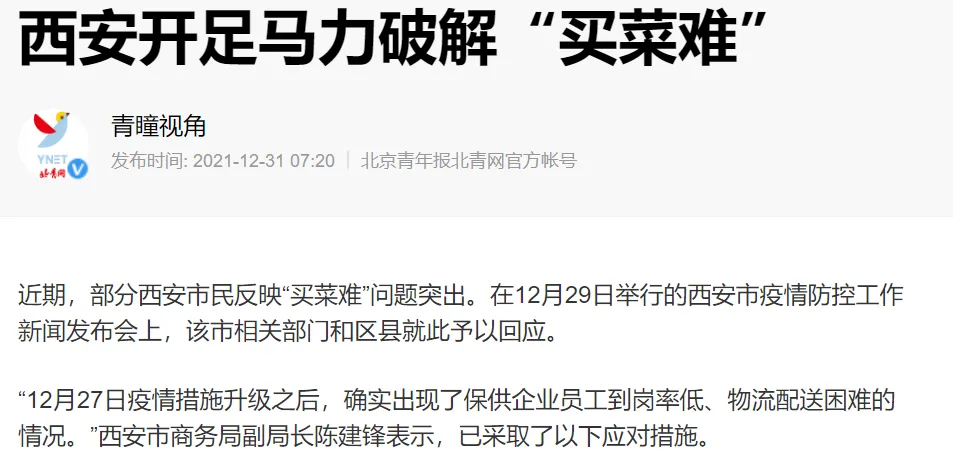 西安开足马力破解“买菜难”
青瞳视角
YNET
北青网
V
发布时间: 2021-12-31 07:20 | 北京青年报北青网官方帐号
近期，部分西安市民反映“买菜难”问题突出。在12月29日举行的西安市疫情防控工作
新闻发布会上，该市相关部门和区县就此予以回应。
“12月27日疫情措施升级之后，确实出现了保供企业员工到岗率低、物流配送困难的
情况。”西安市商务局副局长陈建锋表示，已采取了以下应对措施。